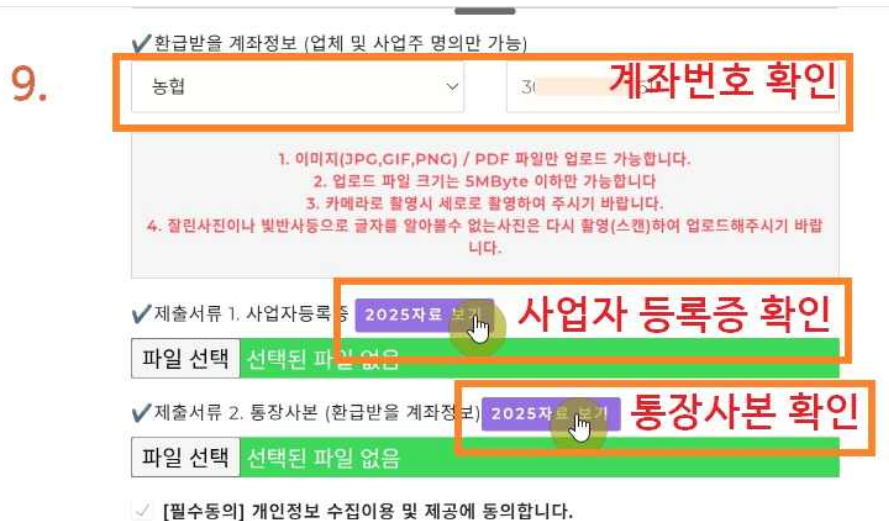 ✔환급받을 계좌정보 (업체 및 사업주 명의만 가능)
9.
농협
계좌번호 확인
1. 이미지(JPG,GIF,PNG) / PDF 파일만 업로드 가능합니다.
2. 업로드 파일 크기는 5MByte 이하만 가능합니다
3. 카메라로 촬영시 세로로 촬영하여 주시기 바랍니다.
4. 잘린사진이나 빛반사등으로 글자를 알아볼수 없는사진은 다시 촬영(스캔)하여 업로드해주시기 바랍
니다.
✔제출서류 1. 사업자등록증 2025자료 보기 사업자 등록증 확인
파일 선택 선택된 파일 없음
✔제출서류 2. 통장사본 (환급받을 계좌정보) 2025자료 보기 통장사본 확인
파일 선택 선택된 파일 없음
✓ [필수동의] 개인정보 수집이용 및 제공에 동의합니다.